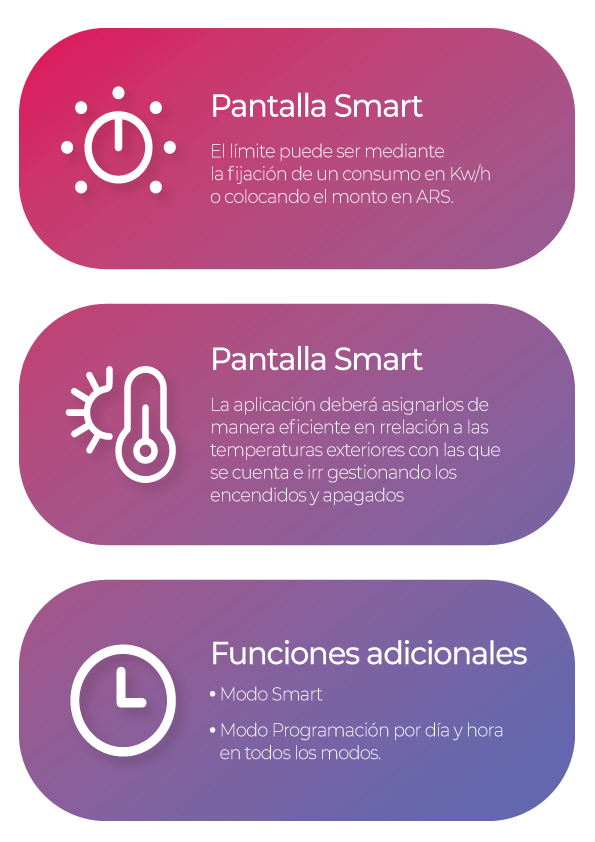 Pantalla Smart
El límite puede ser mediante
la fijación de un consumo en Kw/h
o colocando el monto en ARS.
Pantalla Smart
La aplicación deberá asignarlos de
manera eficiente en rrelación a las
temperaturas exteriores con las que
se cuenta e irr gestionando los
encendidos y apagados
Funciones adicionales
• Modo Smart
• Modo Programación por día y hora
en todos los modos.